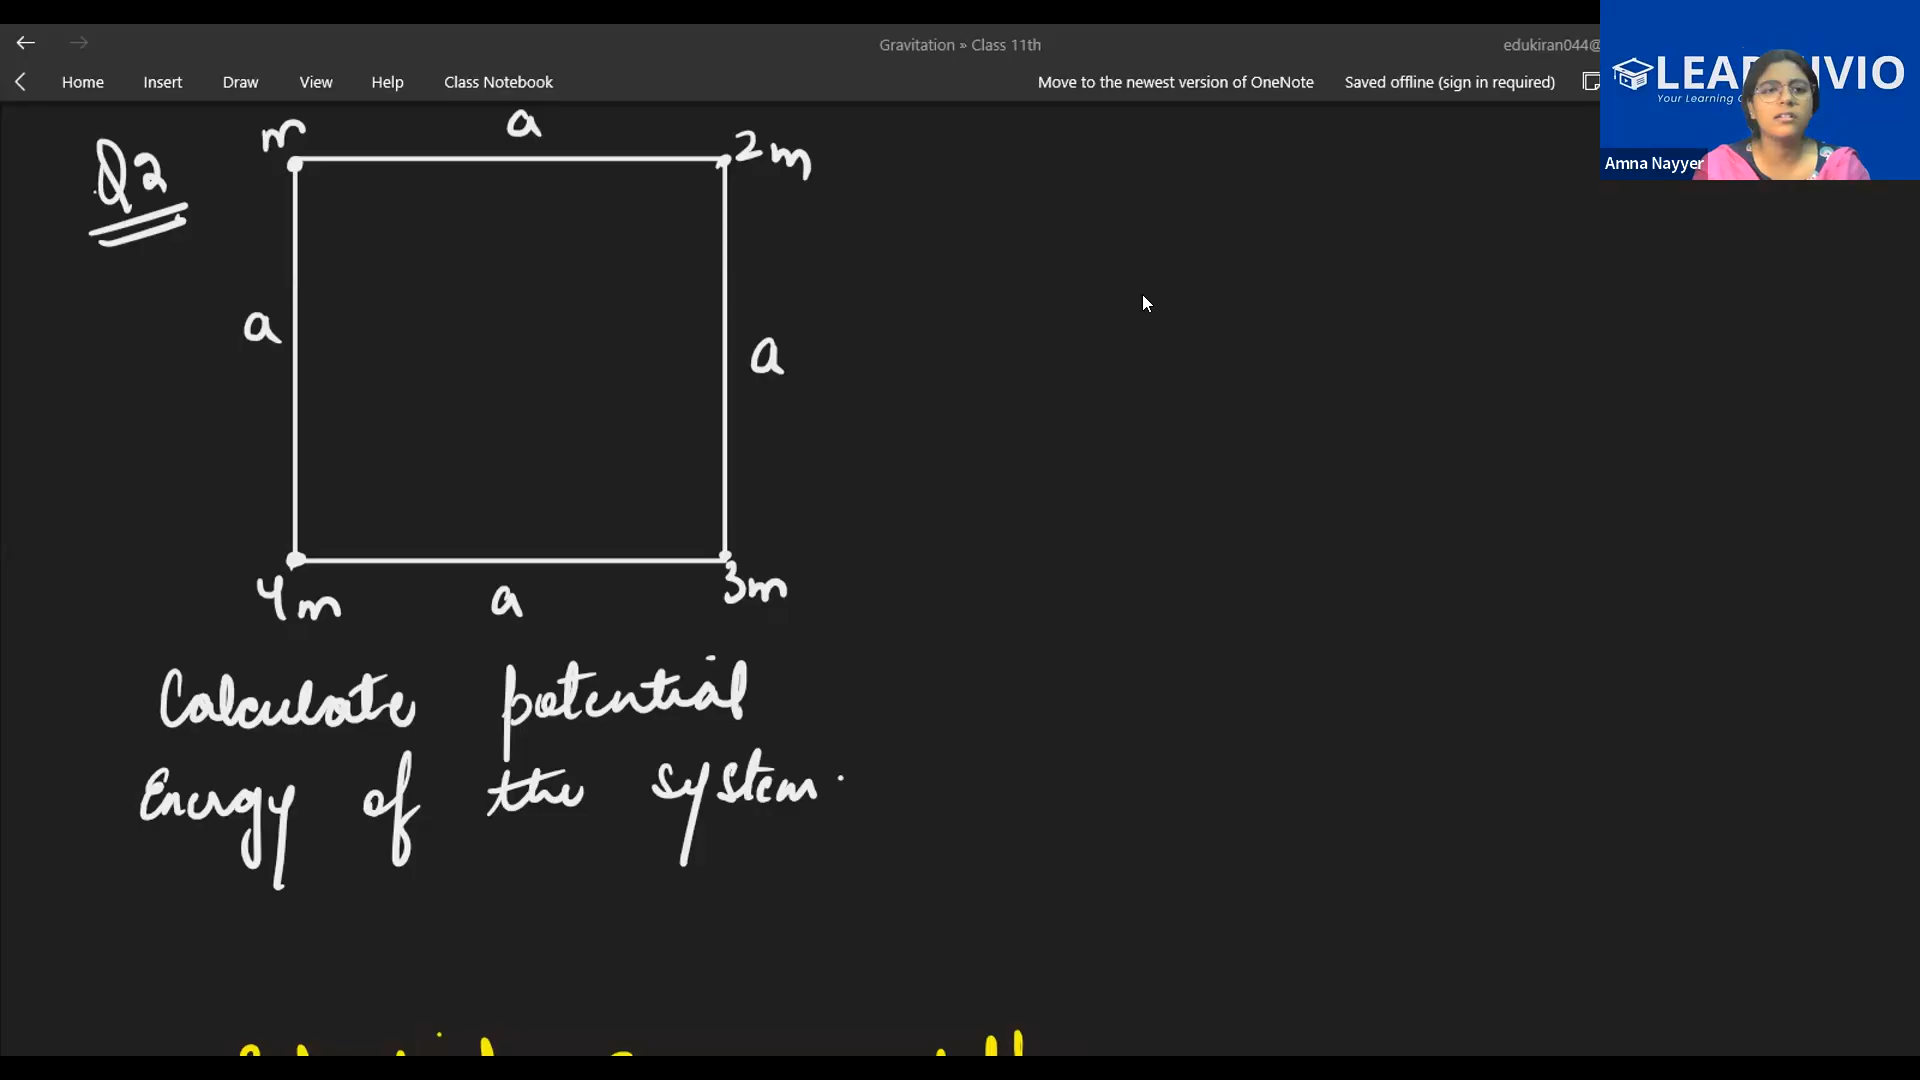 Gravitation » Class 11th
edukiran044@
Home Insert Draw View Help Class Notebook
Move to the newest version of OneNote Saved offline (sign in required)
Your Learning
Amna Nayyer
Q2
m a 2m
a a
4m a 3m
Calculate potential
Energy of the system.